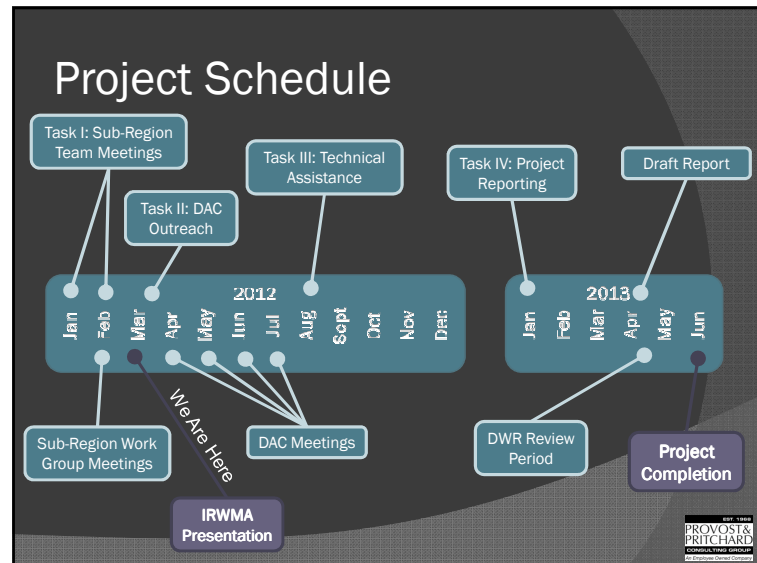 Project Schedule
Task I: Sub-Region
Team Meetings
Task II: DAC
Outreach
Task III: Technical
Assistance
Task IV: Project
Reporting
Draft Report
2012
Jan
Feb
Mar
Apr
May
Jun
Jul
Aug
Sept
Oct
Nov
Dec
2013
Jan
Feb
Mar
Apr
May
Jun
Sub-Region Work
Group Meetings
We Are Here
IRWMA
Presentation
DAC Meetings
DWR Review
Period
Project
Completion
EST. 1968
PROVOST&
PRITCHARD
CONSULTING GROUP
An Employee Owned Company